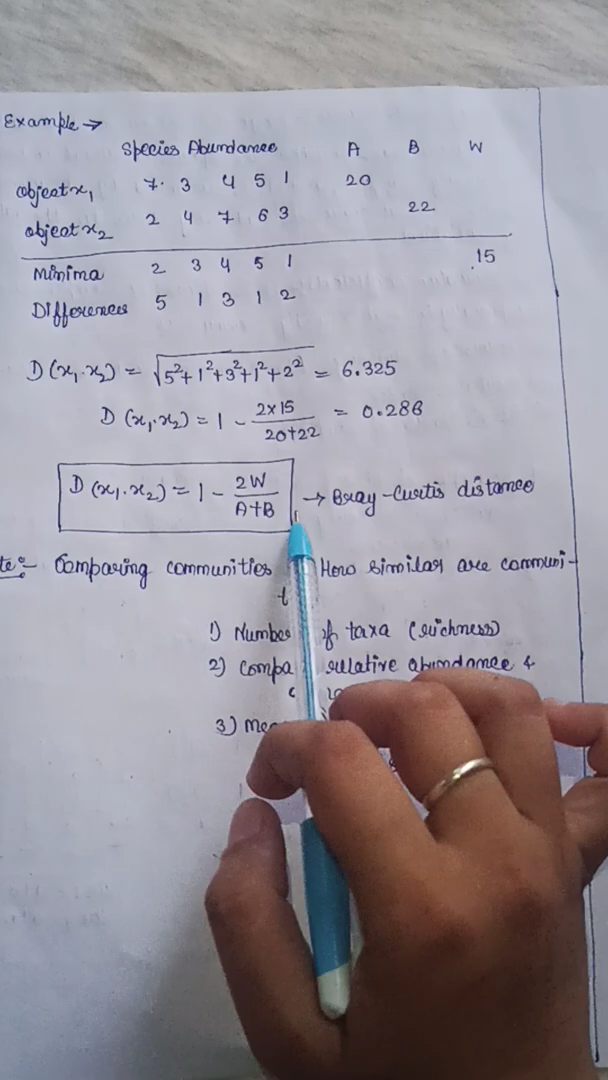 Example →
Species Abundance A B W
object x₁ 7. 3 4 5 1 20
object x₂ 2 4 7 6 3 22
Minima 2 3 4 5 1 .15
Differences 5 1 3 1 2
D(x₁.x₂) = √5²+1²+3²+1²+2² = 6.325
D(x₁.x₂) = 1 - 2x15/20+22 = 0.286
D(x₁.x₂) = 1 - 2W/A+B → Bray-Curtis distance
te:- Comparing communities How similar are communi-
t
1) Number of taxa (richness)
2) Compa relative abundance &
3) Mea